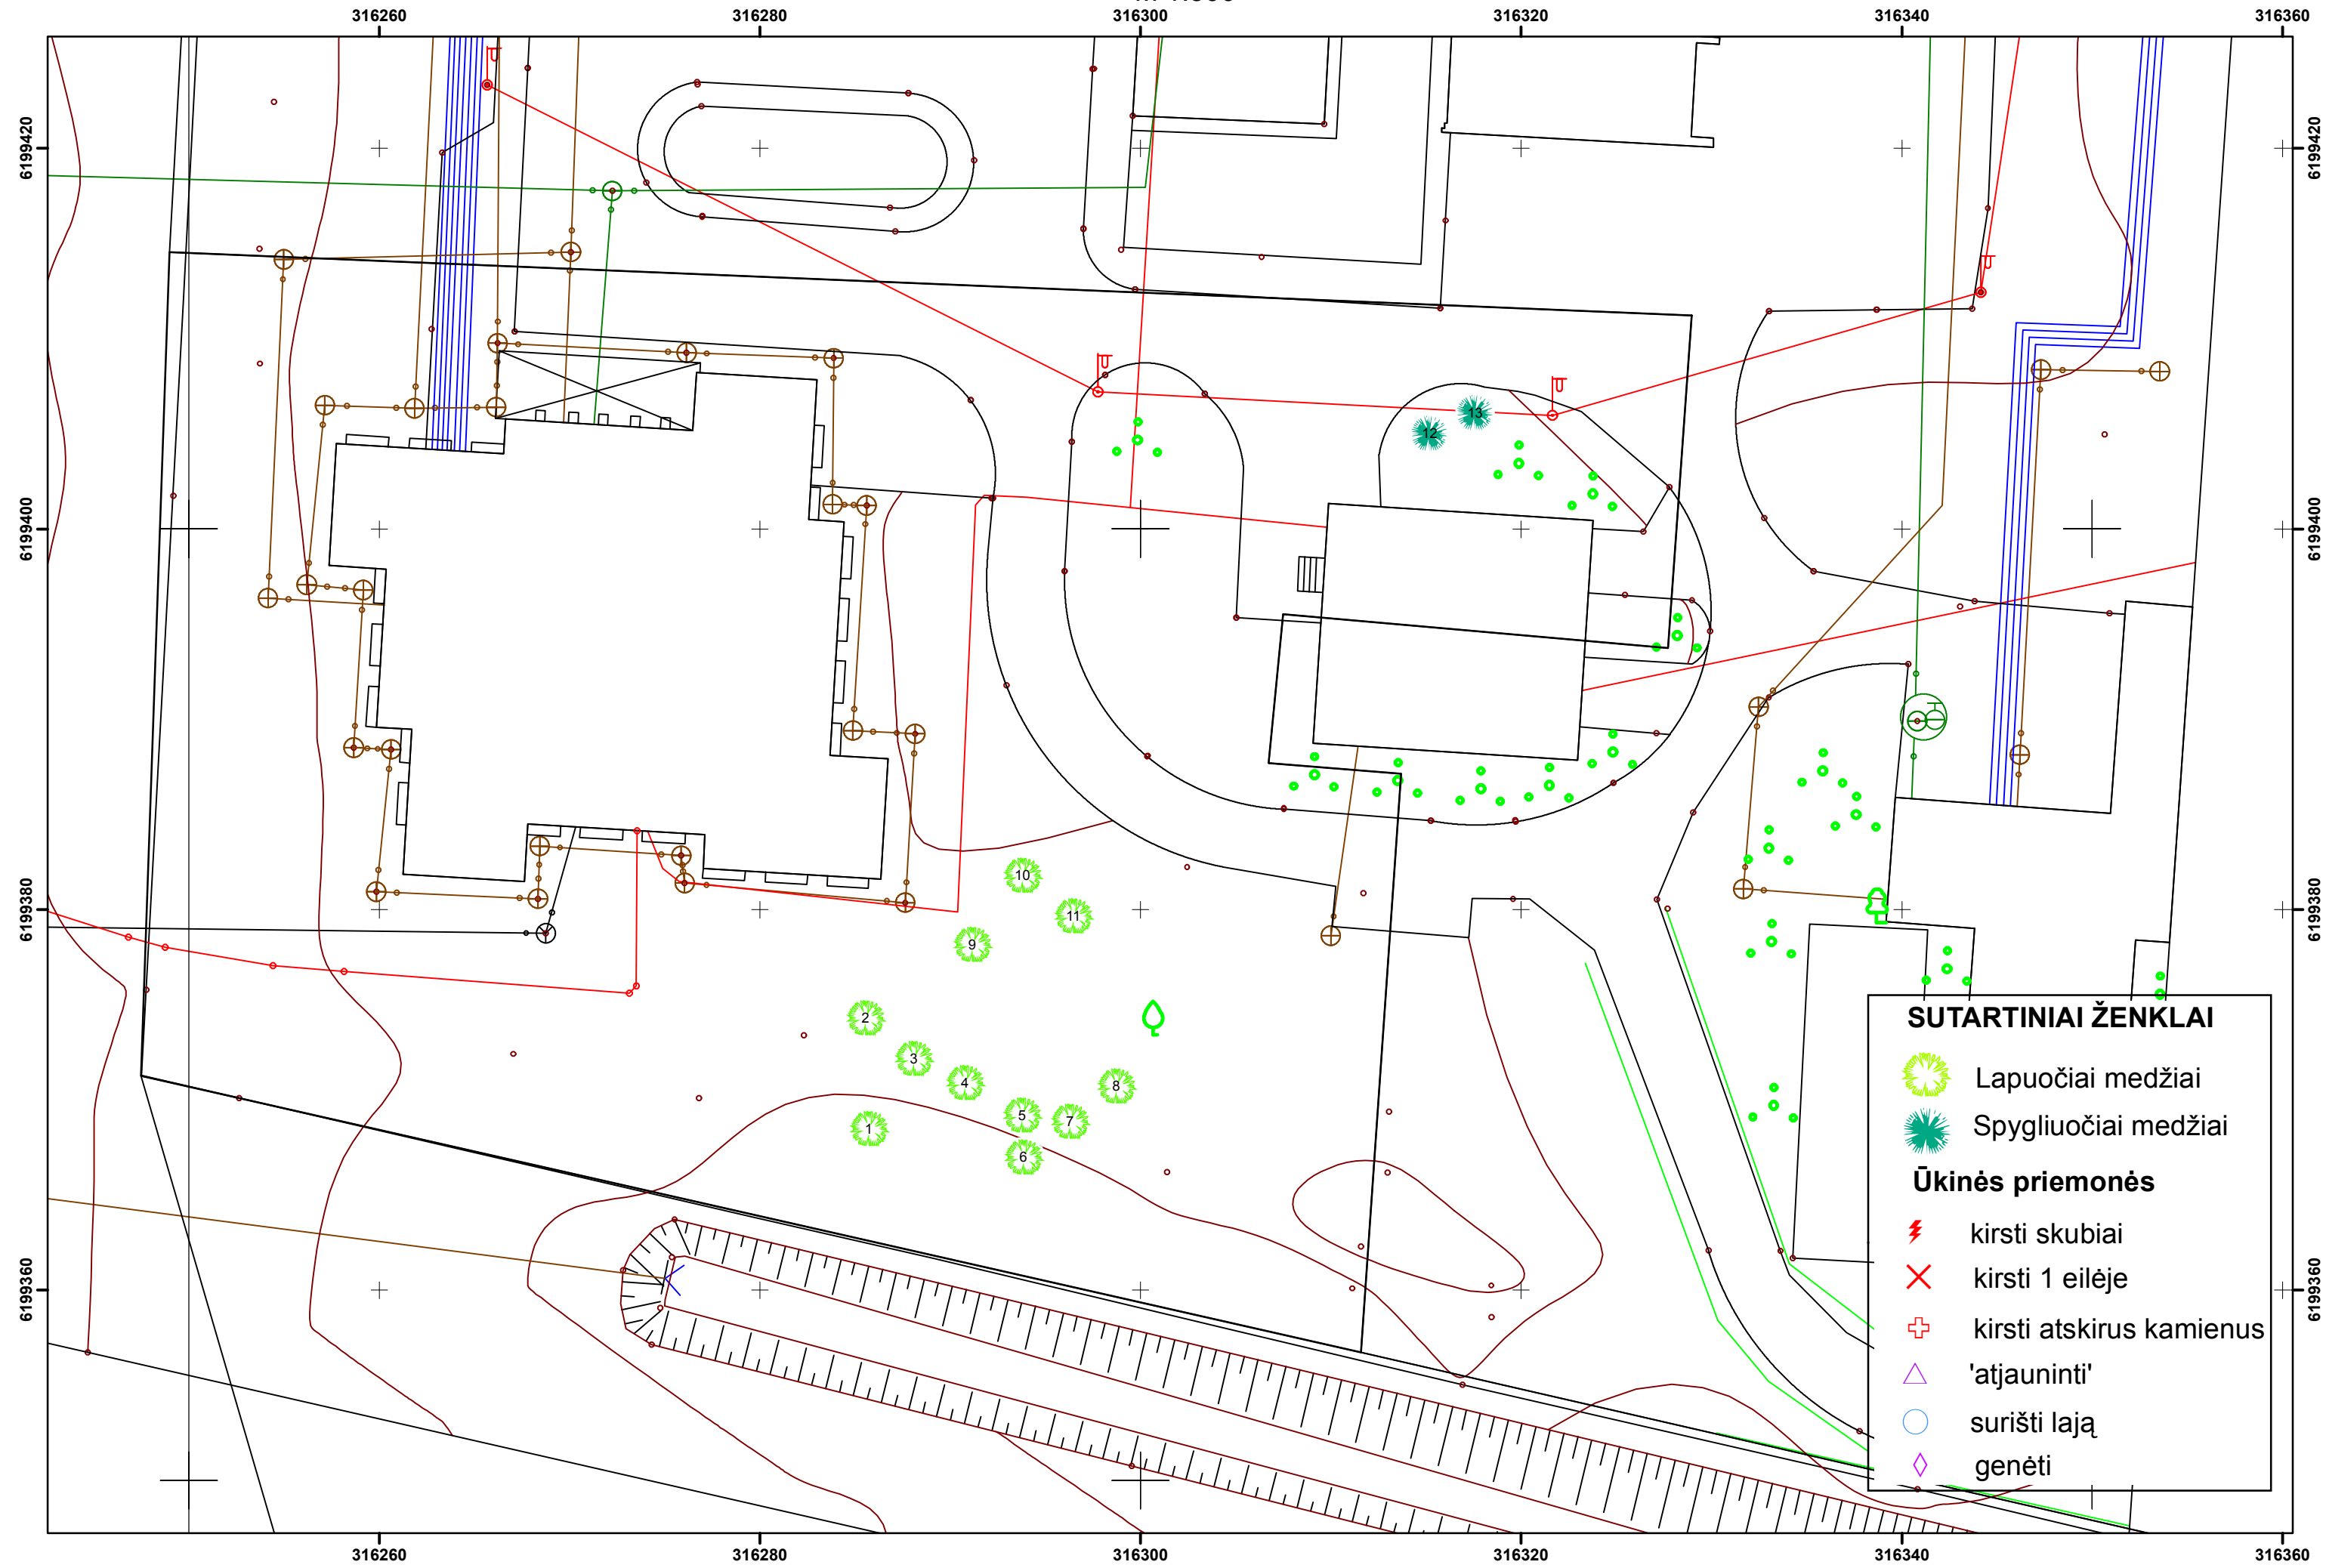 316260 316280 316300 316320 316340 316360
6199420 6199420
13
12
6199400 6199400
10
11
9
6199380 6199380
2
3
4
8
5
7
1
6
SUTARTINIAI ŽENKLAI
Lapuočiai medžiai
Spygliuočiai medžiai
Ūkinės priemonės
kirsti skubiai
kirsti 1 eilėje
kirsti atskirus kamienus
'atjauninti'
surišti lają
genėti
6199360 6199360
316260 316280 316300 316320 316340 316360